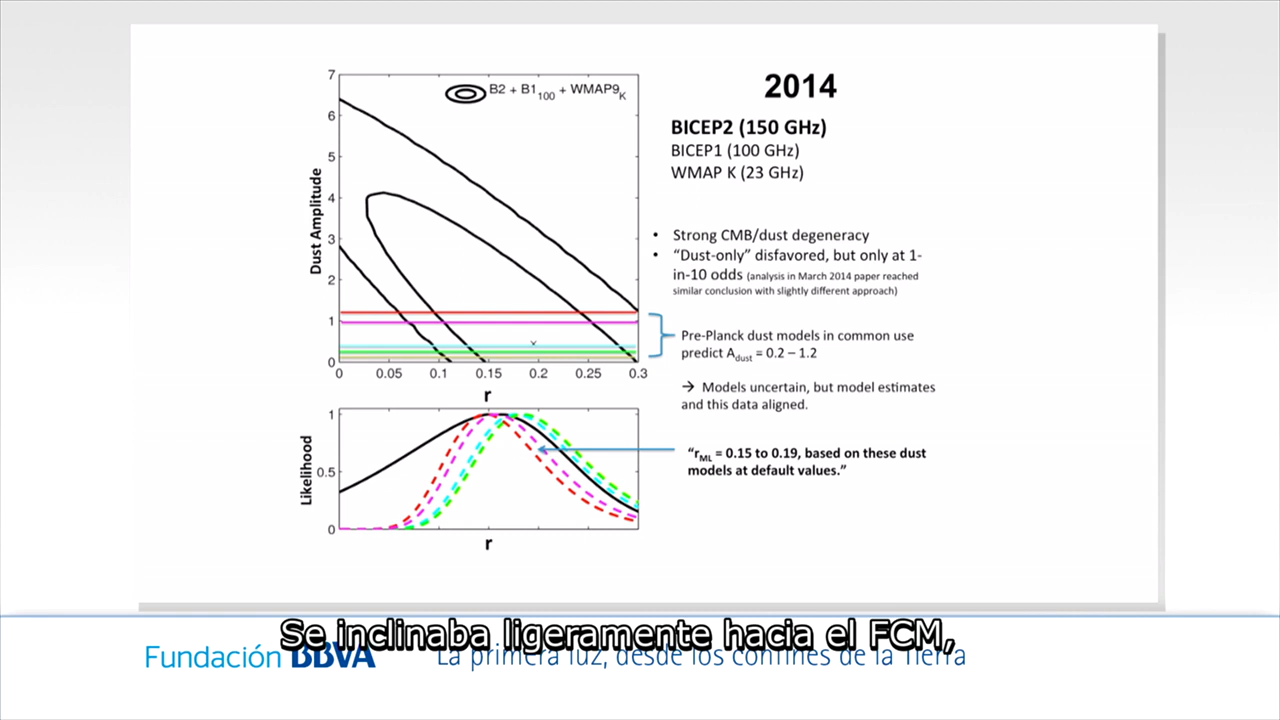 2014
7
6
5
4
3
2
1
0
Dust Amplitude
B2 + B1100 + WMAP9K
0 0.05 0.1 0.15 0.2 0.25 0.3
r
1
0.5
0
Likelihood
r
BICEP2 (150 GHz)
BICEP1 (100 GHz)
WMAP K (23 GHz)
• Strong CMB/dust degeneracy
• “Dust-only” disfavored, but only at 1-
in-10 odds (analysis in March 2014 paper reached
similar conclusion with slightly different approach)
Pre-Planck dust models in common use
predict Adust = 0.2 – 1.2
→ Models uncertain, but model estimates
and this data aligned.
“rML = 0.15 to 0.19, based on these dust
models at default values.”
Se inclinaba ligeramente hacia el FCM,
Fundación BBVA
La primera luz, desde los confines de la Tierra